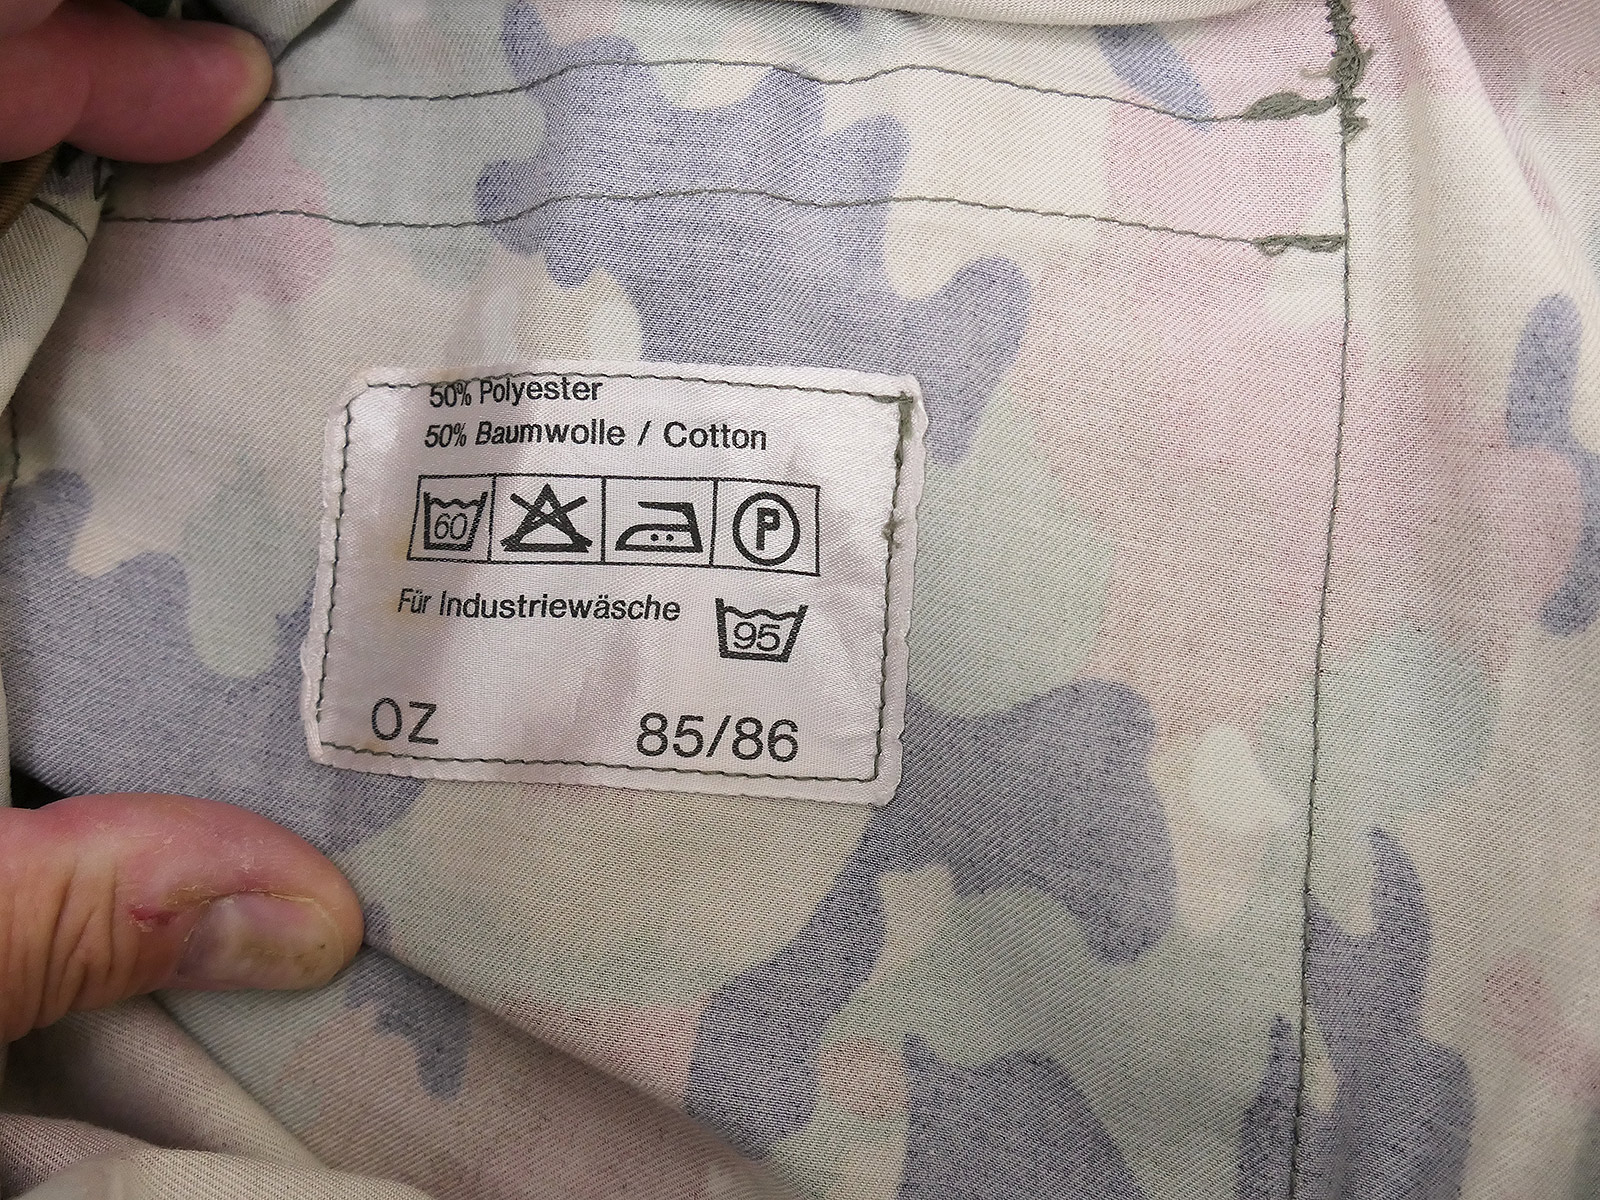 50% Polyester
50% Baumwolle / Cotton
60 P
Für Industriewäsche 95
OZ 85/86